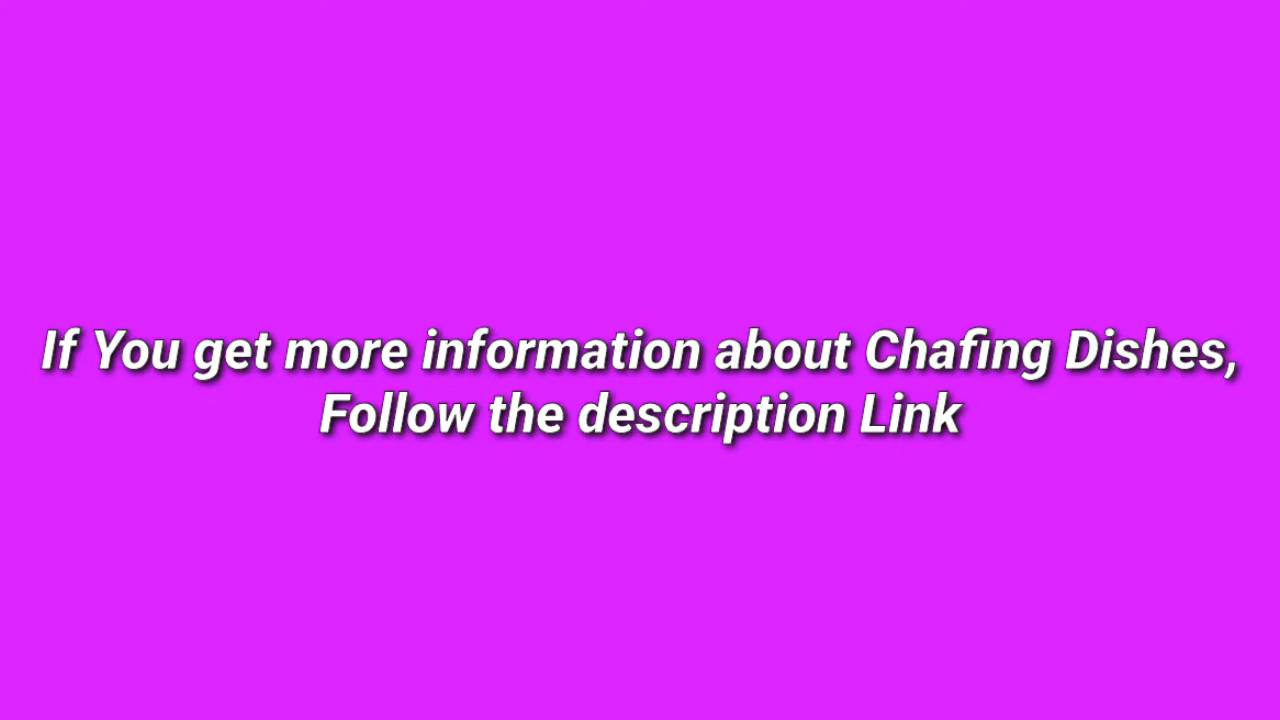 If You get more information about Chafing Dishes,
Follow the description Link